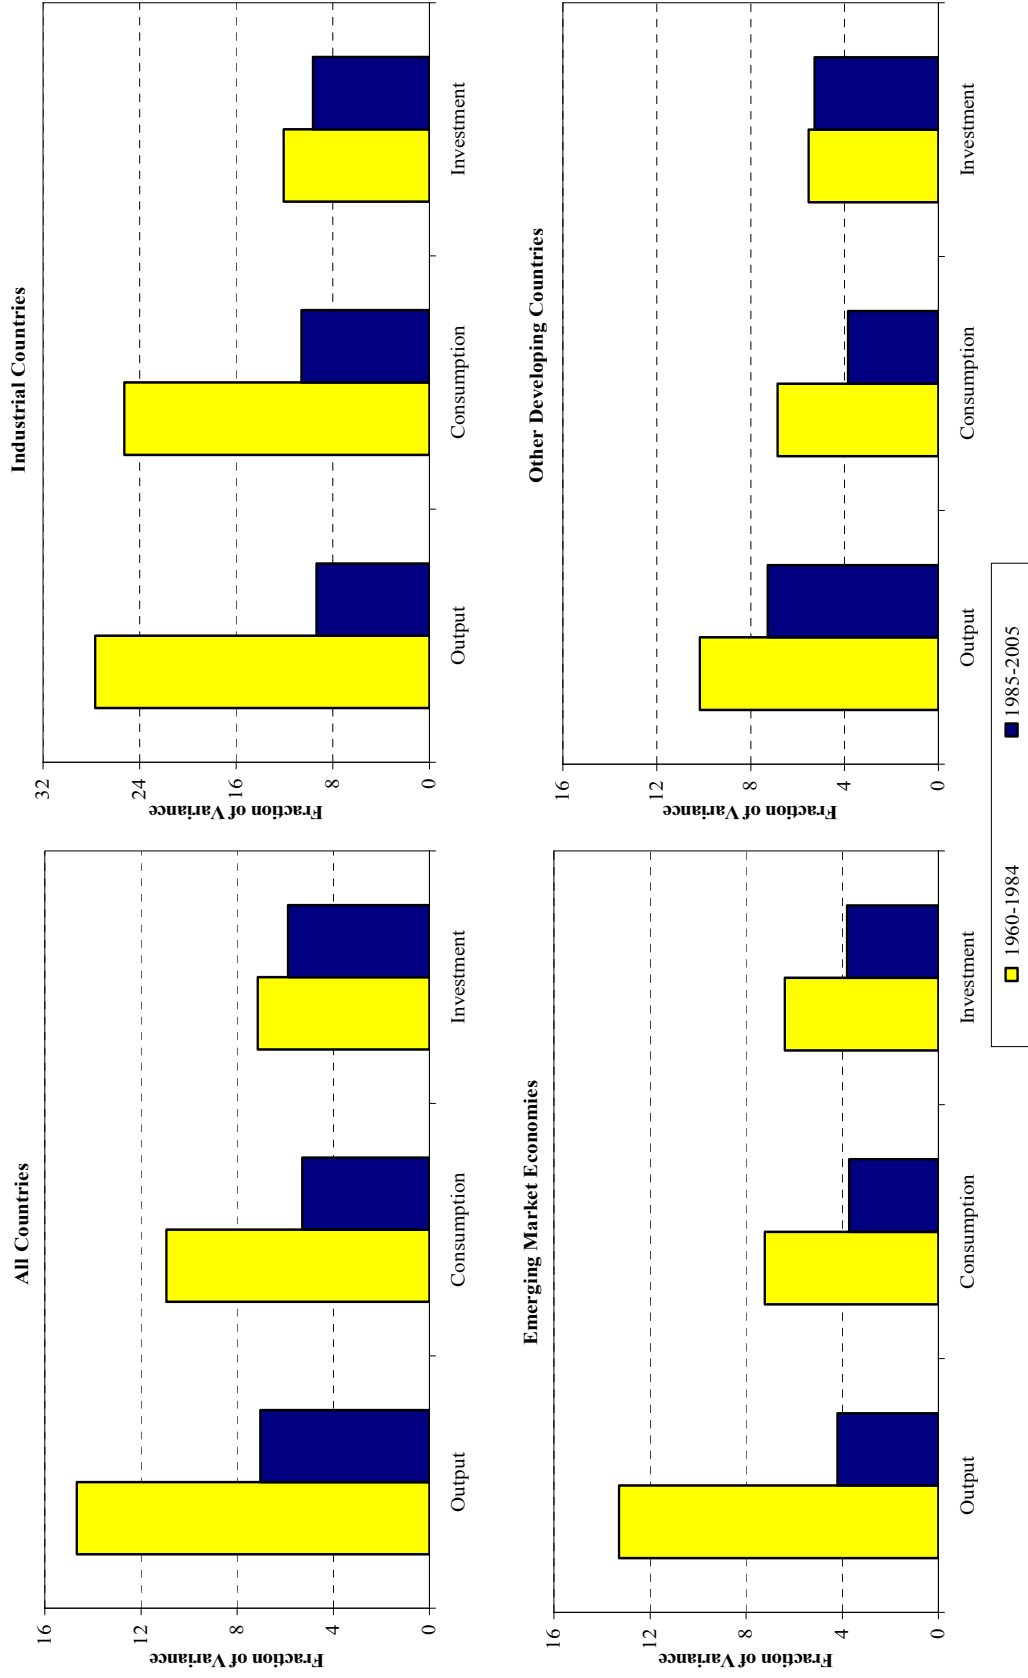 All Countries
Fraction of Variance
16
12
8
4
0
Output
Consumption
Investment
Industrial Countries
Fraction of Variance
32
24
16
8
0
Output
Consumption
Investment
Emerging Market Economies
Fraction of Variance
16
12
8
4
0
Output
Consumption
Investment
Other Developing Countries
Fraction of Variance
16
12
8
4
0
Output
Consumption
Investment
1960-1984
1985-2005